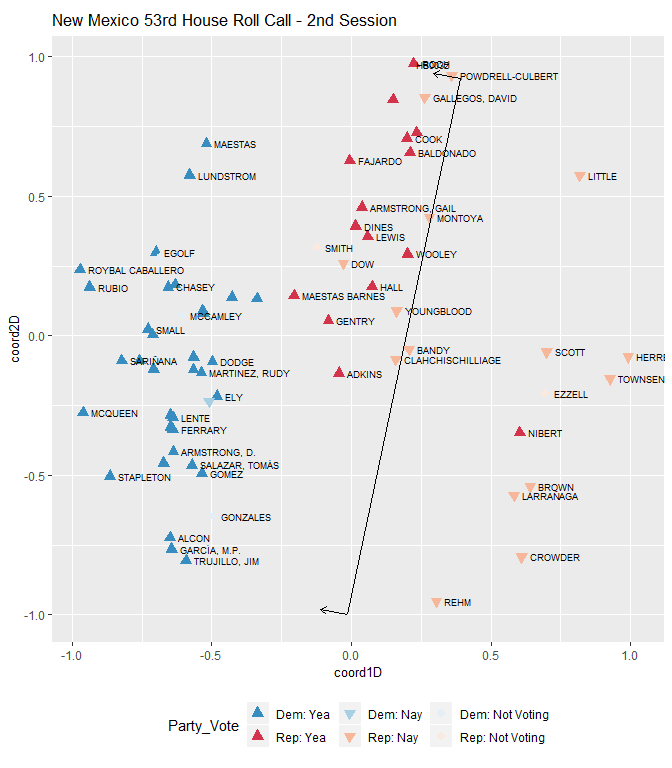 New Mexico 53rd House Roll Call - 2nd Session
1.0
POWDRELL-CULBERT
GALLEGOS, DAVID
COOK
MAESTAS
BALDONADO
FAJARDO
LUNDSTROM
LITTLE
0.5
ARMSTRONG, GAIL
MONTOYA
DINES
LEWIS
SMITH
EGOLF
WOOLEY
DOW
ROYBAL CABALLERO
RUBIO
CHASEY
HALL
MAESTAS BARNES
YOUNGBLOOD
MCCAMLEY
GENTRY
SMALL
0.0
coord2D
BANDY
SCOTT
CLAHCHISCHILLIAGE
HERRE
SARIÑANA
DODGE
MARTINEZ, RUDY
ADKINS
TOWNSEN
ELY
EZZELL
MCQUEEN
LENTE
FERRARY
NIBERT
ARMSTRONG, D.
SALAZAR, TOMÁS
-0.5
STAPLETON
GOMEZ
BROWN
LARRANAGA
GONZALES
ALCON
GARCÍA, M.P.
TRUJILLO, JIM
CROWDER
REHM
-1.0
-1.0 -0.5 0.0 0.5 1.0
coord1D
Party_Vote
Dem: Yea Dem: Nay Dem: Not Voting
Rep: Yea Rep: Nay Rep: Not Voting